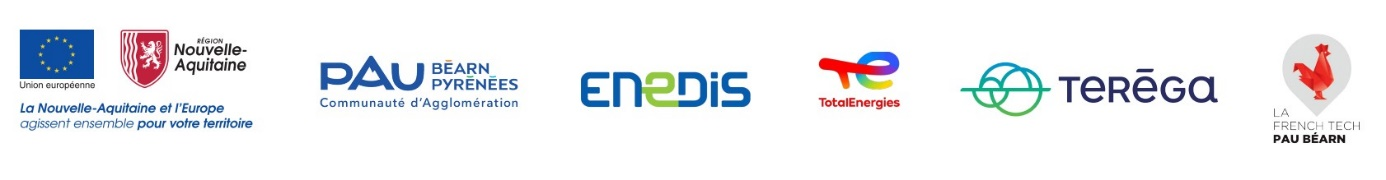 Union européenne
RÉGION
Nouvelle-
Aquitaine
La Nouvelle-Aquitaine et l'Europe
agissent ensemble pour votre territoire
PAU BÉARN
PYRÉNÉES
Communauté d'Agglomération
ENEDIS
TotalEnergies
TERĒGA
LA
FRENCH TECH
PAU BÉARN